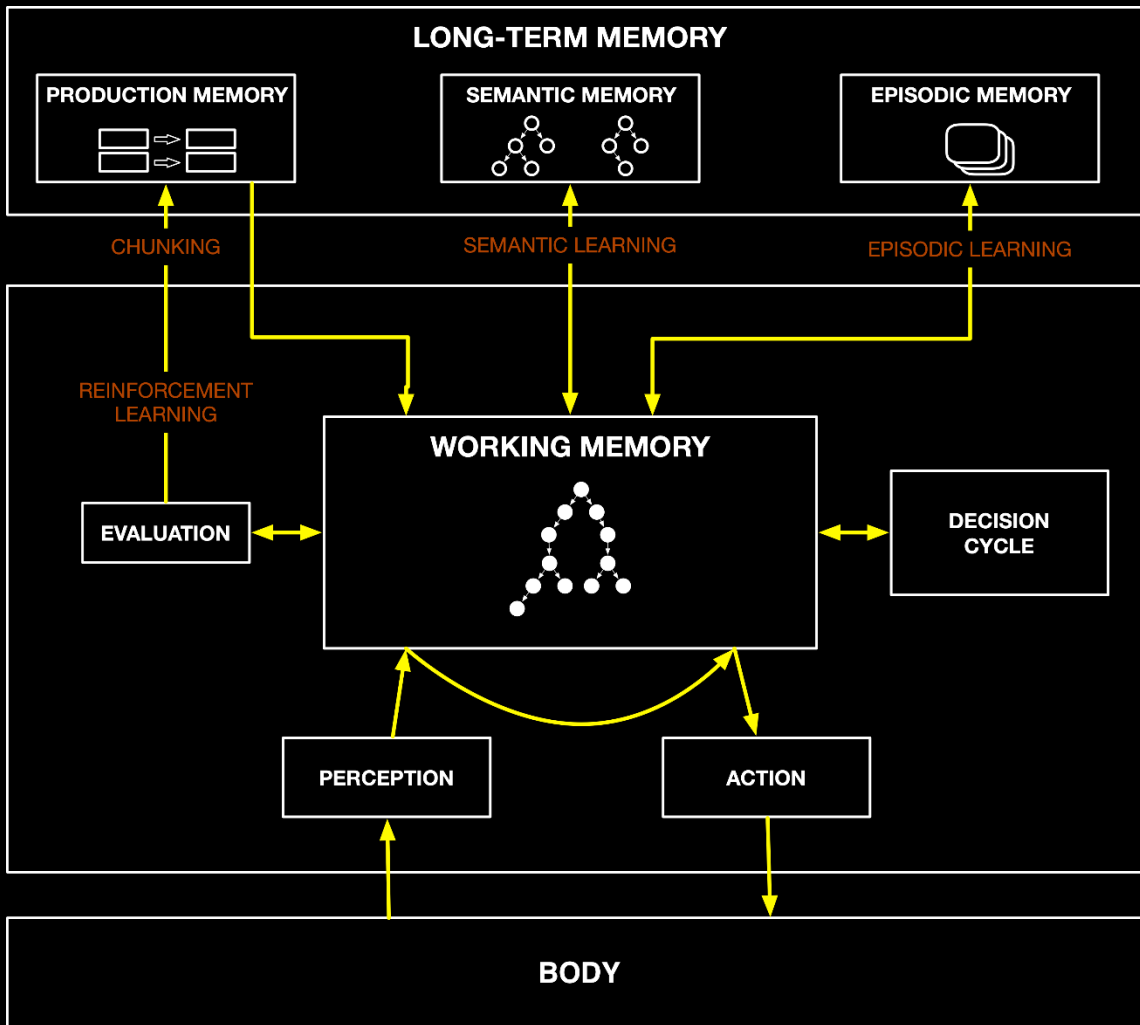 LONG-TERM MEMORY
PRODUCTION MEMORY
SEMANTIC MEMORY
EPISODIC MEMORY
CHUNKING
SEMANTIC LEARNING
EPISODIC LEARNING
REINFORCEMENT
LEARNING
WORKING MEMORY
EVALUATION
DECISION
CYCLE
PERCEPTION
ACTION
BODY